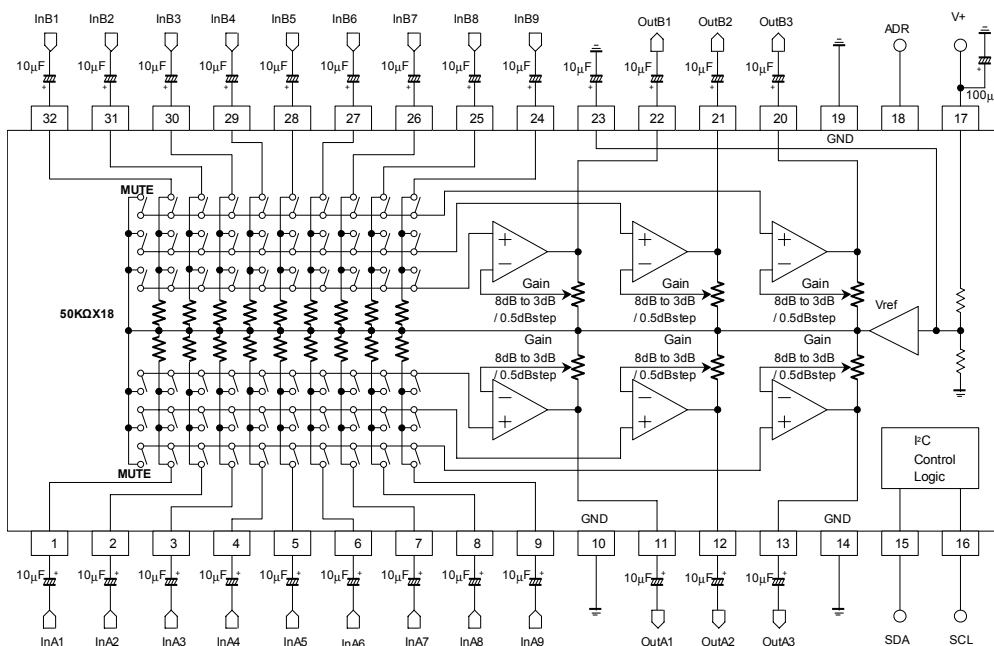 InB1 InB2 InB3 InB4 InB5 InB6 InB7 InB8 InB9 OutB1 OutB2 OutB3 ADR V+
10μF 10μF 10μF 10μF 10μF 10μF 10μF 10μF 10μF 10μF 10μF 10μF 10μF 100μ
32 31 30 29 28 27 26 25 24 23 22 21 20 19 18 17
GND
MUTE
+ + +
− − −
Gain Gain Gain
8dB to 3dB 8dB to 3dB 8dB to 3dB
/ 0.5dBstep / 0.5dBstep / 0.5dBstep
Vref
50KΩX18
Gain Gain Gain
8dB to 3dB 8dB to 3dB 8dB to 3dB
/ 0.5dBstep / 0.5dBstep / 0.5dBstep
− − −
+ + +
I²C
Control
Logic
MUTE
GND GND
1 2 3 4 5 6 7 8 9 10 11 12 13 14 15 16
10μF 10μF 10μF 10μF 10μF 10μF 10μF 10μF 10μF 10μF 10μF 10μF
InA1 InA2 InA3 InA4 InA5 InA6 InA7 InA8 InA9 OutA1 OutA2 OutA3 SDA SCL